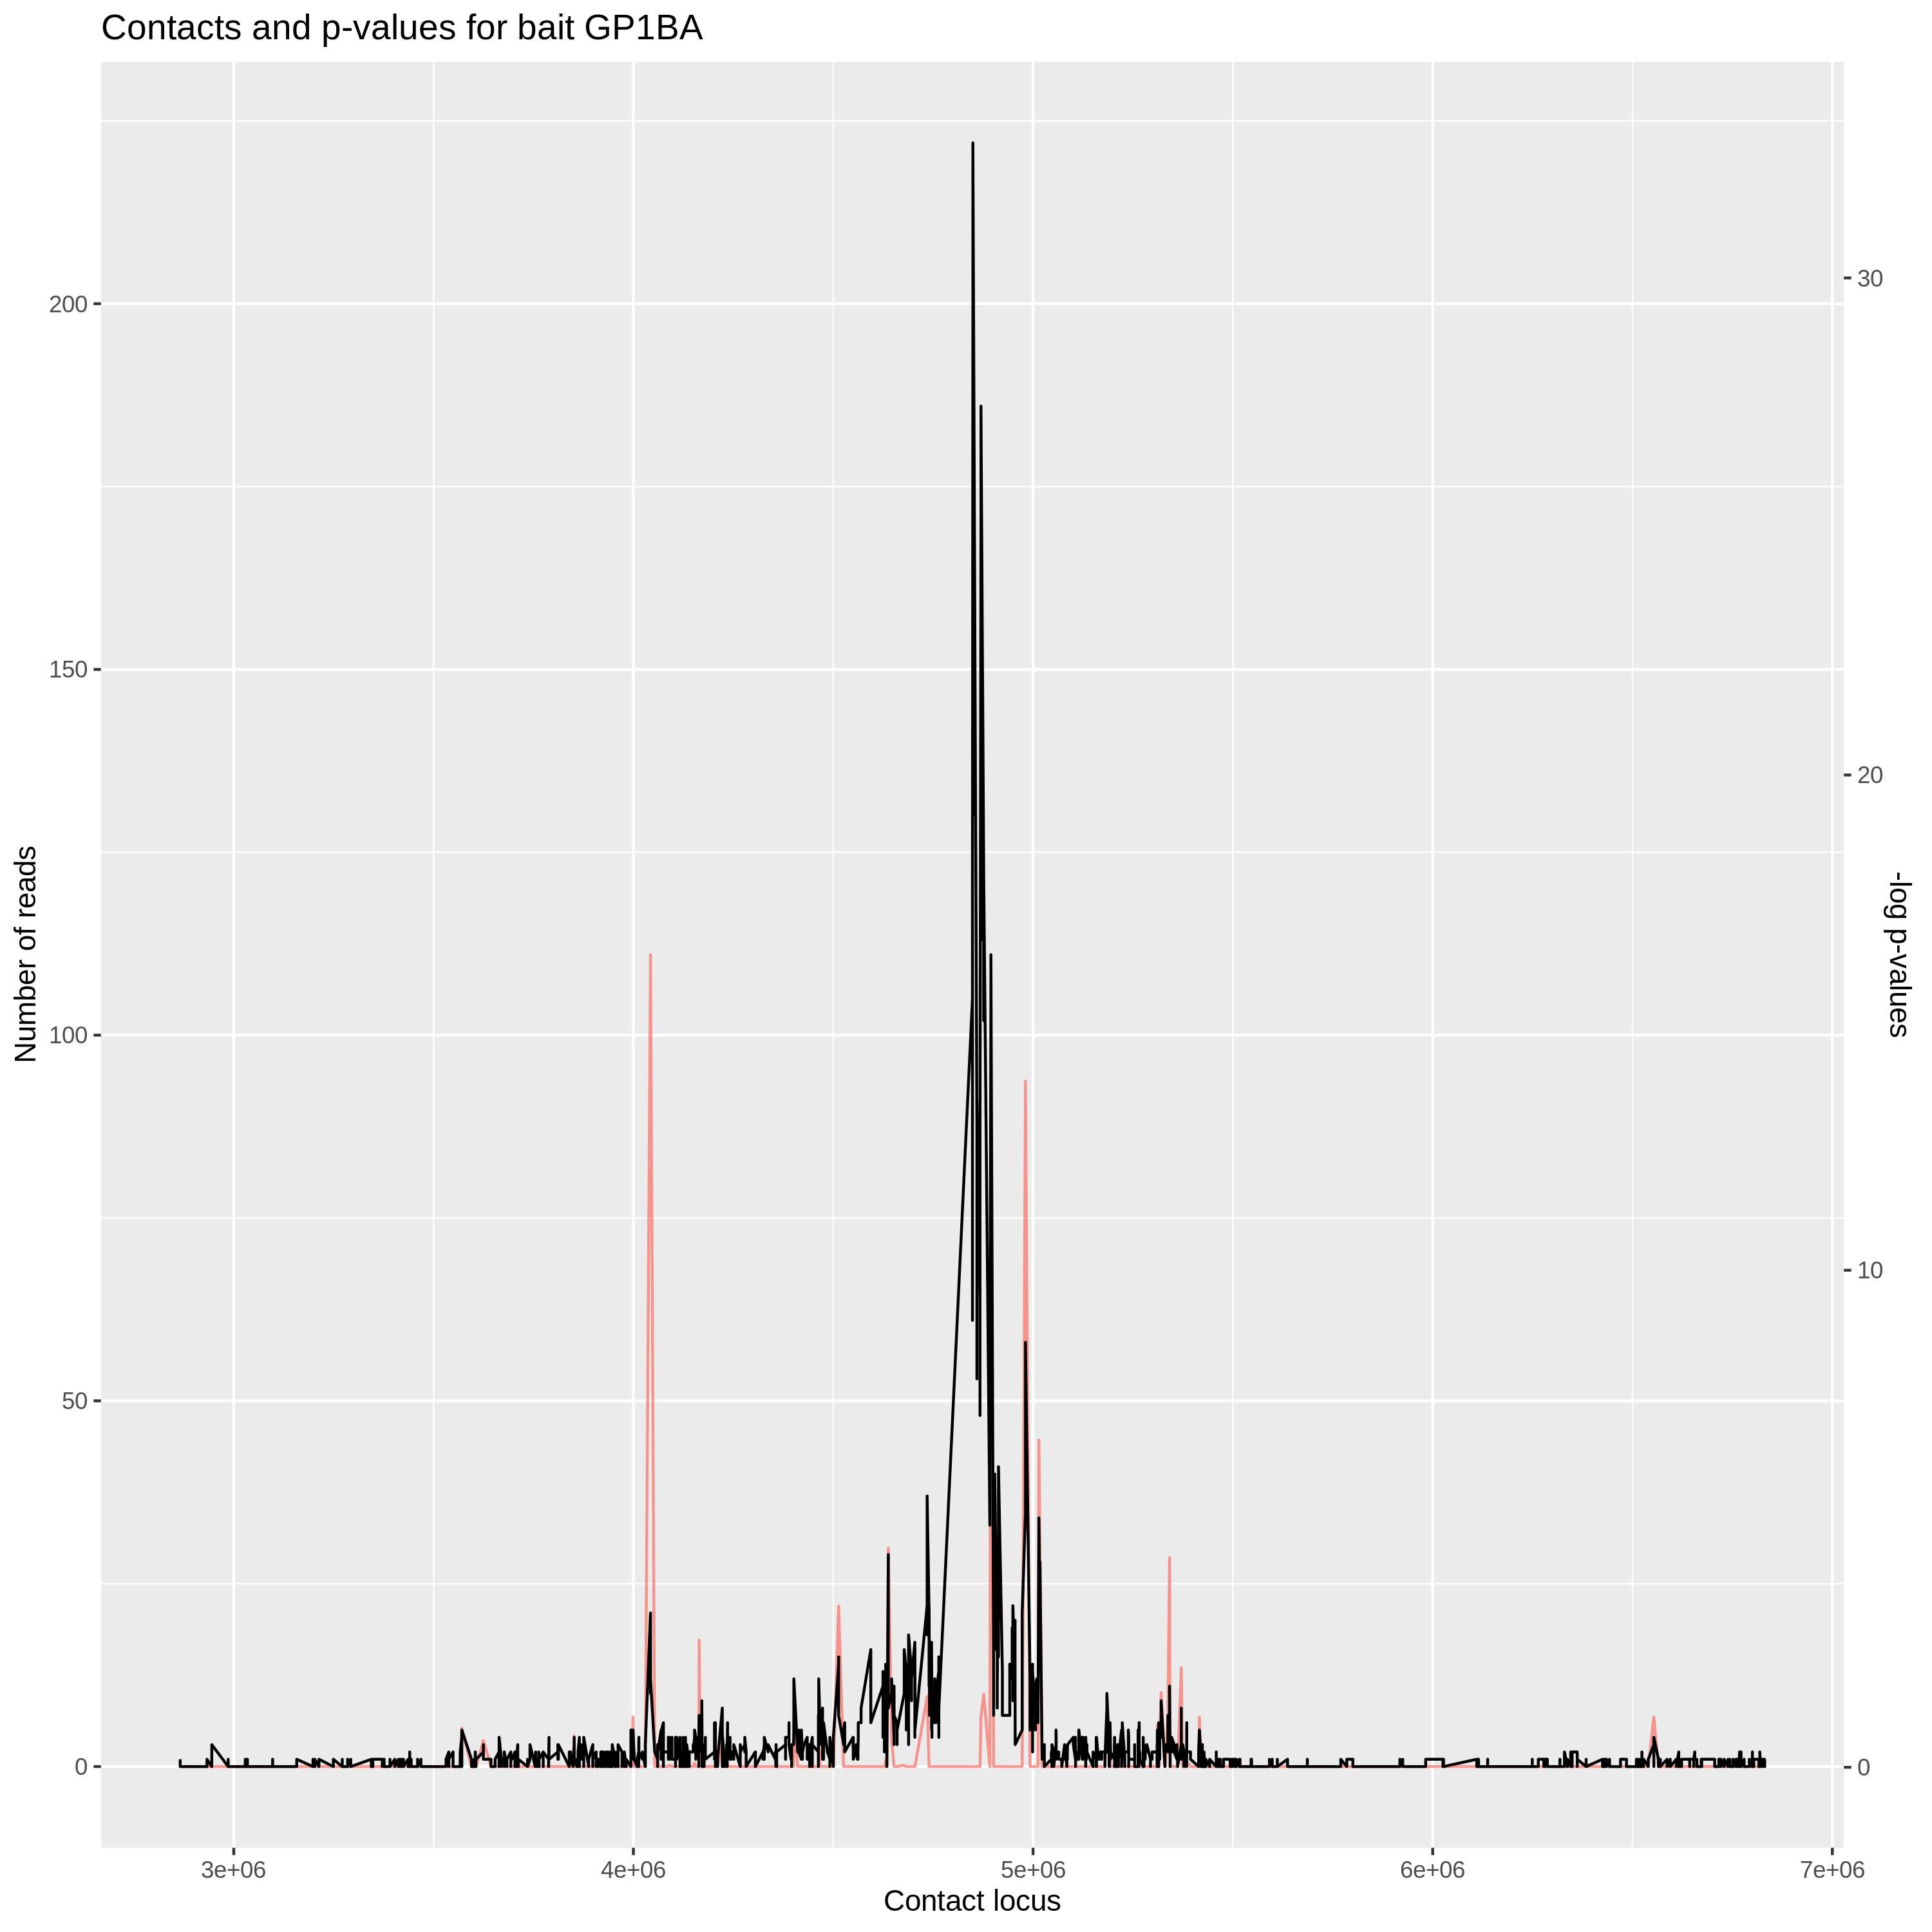 Contacts and p-values for bait GP1BA
200
150
100
50
0
Number of reads
30
20
10
0
-log p-values
3e+06
4e+06
5e+06
6e+06
7e+06
Contact locus